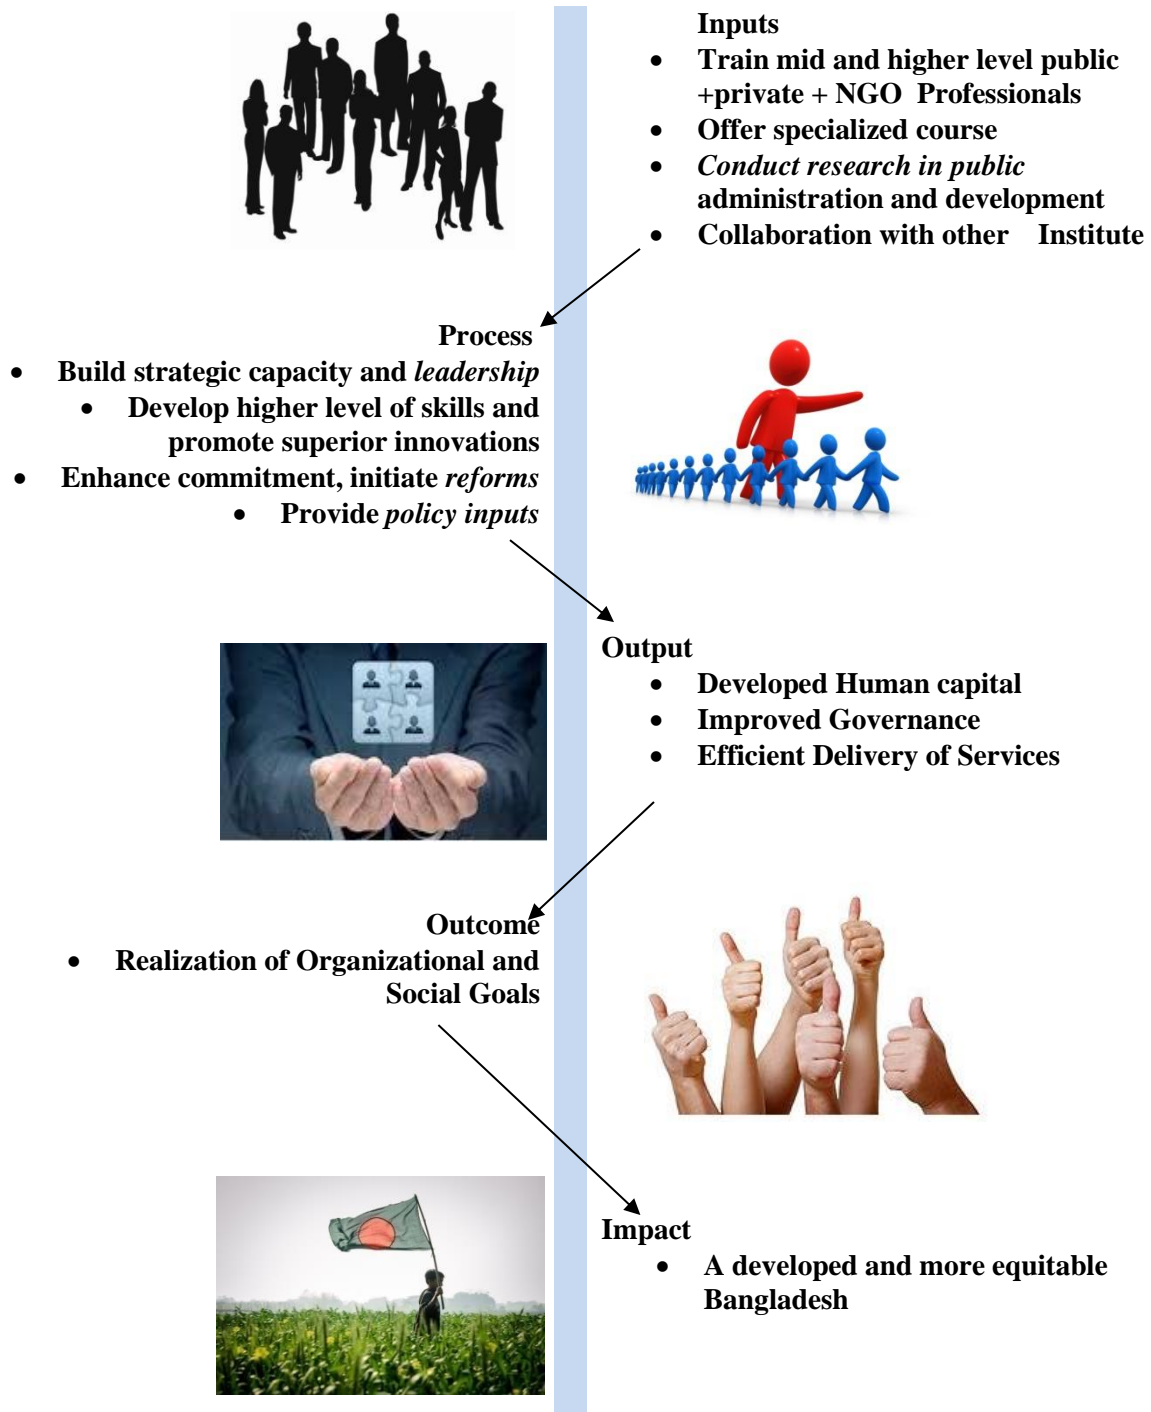 Inputs
• Train mid and higher level public
+private + NGO Professionals
• Offer specialized course
• Conduct research in public
administration and development
• Collaboration with other Institute
Process
• Build strategic capacity and leadership
• Develop higher level of skills and
promote superior innovations
• Enhance commitment, initiate reforms
• Provide policy inputs
Output
• Developed Human capital
• Improved Governance
• Efficient Delivery of Services
Outcome
• Realization of Organizational and
Social Goals
Impact
• A developed and more equitable
Bangladesh